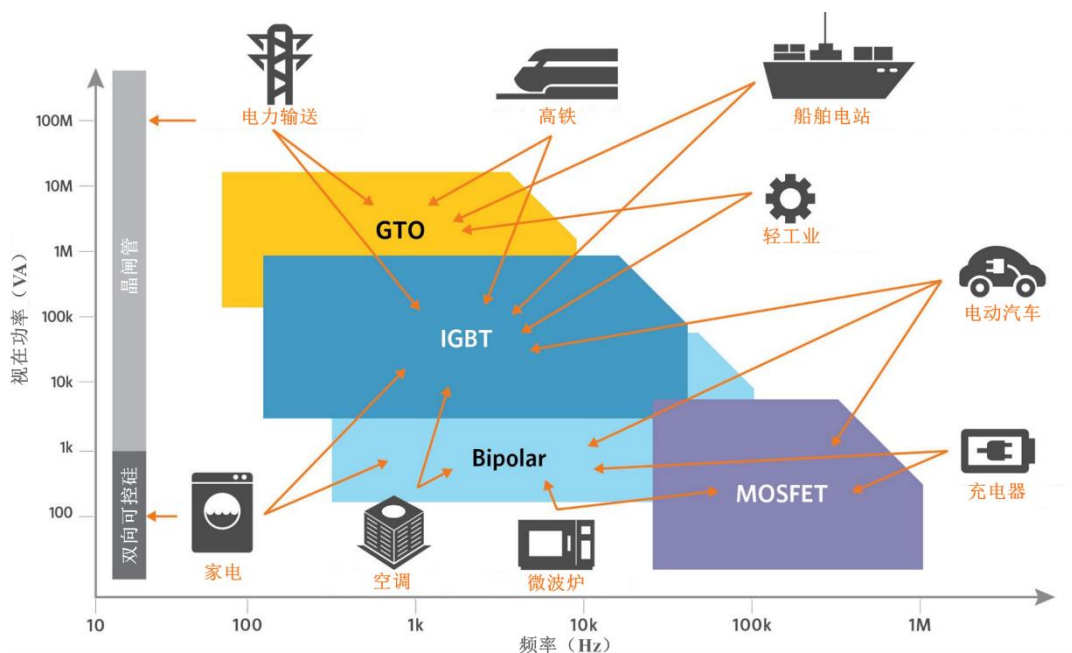 电力输送
高铁
船舶电站
轻工业
电动汽车
充电器
家电
空调
微波炉
GTO
IGBT
Bipolar
MOSFET
晶闸管
双向可控硅
视在功率（VA）
100M
10M
1M
100k
10k
1k
100
10
100
1k
10k
100k
1M
频率（Hz）